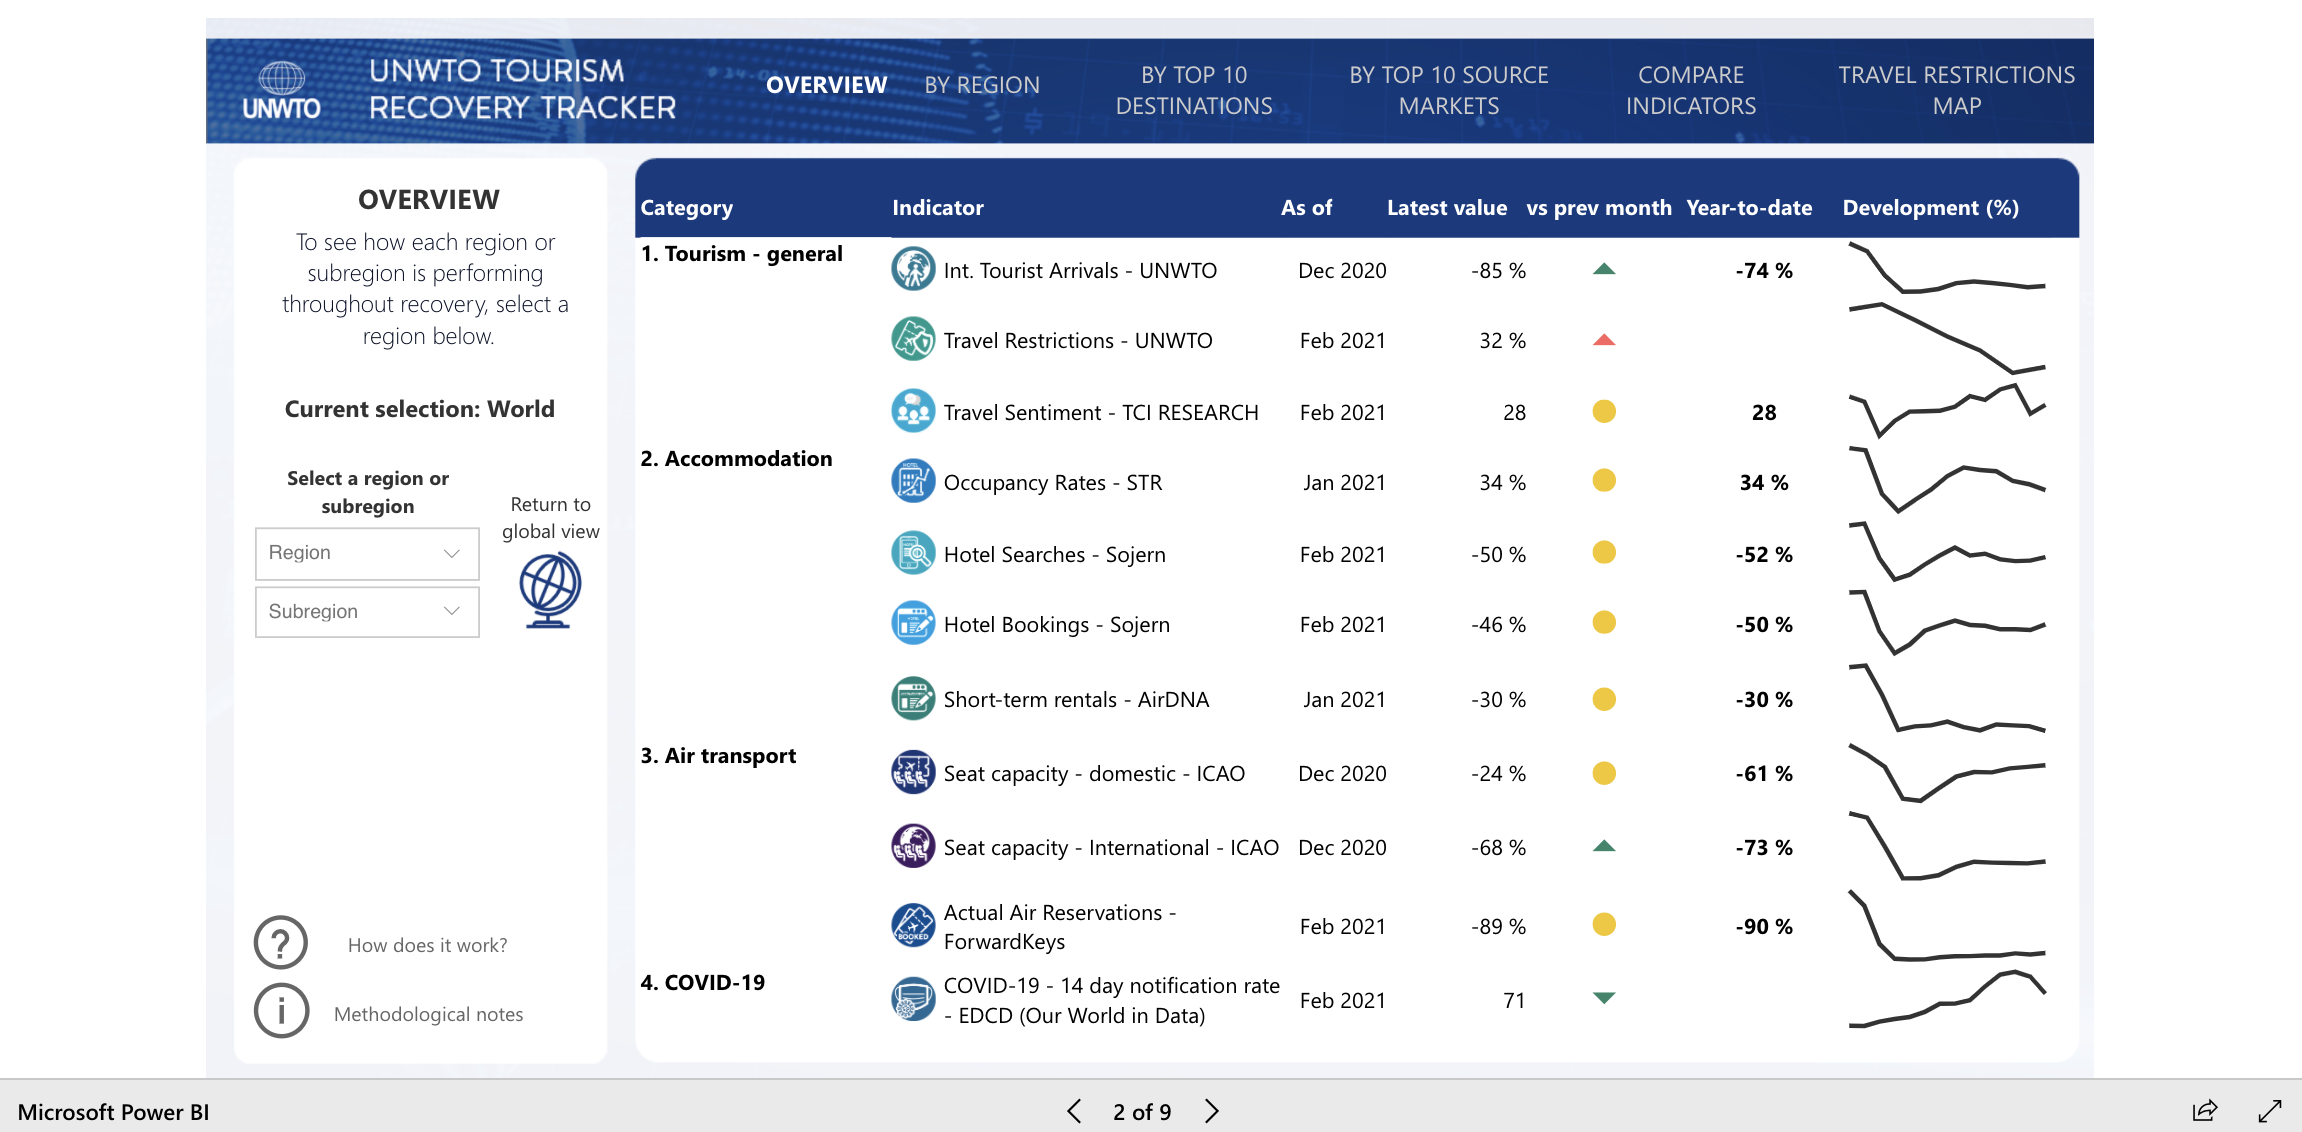 UNWTO
UNWTO TOURISM
RECOVERY TRACKER
OVERVIEW
BY REGION
BY TOP 10
DESTINATIONS
BY TOP 10 SOURCE
MARKETS
COMPARE
INDICATORS
TRAVEL RESTRICTIONS
MAP
OVERVIEW
To see how each region or
subregion is performing
throughout recovery, select a
region below.
Current selection: World
Select a region or
subregion
Region
Subregion
Return to
global view
How does it work?
Methodological notes
Category Indicator As of Latest value vs prev month Year-to-date Development (%)
1. Tourism - general
Int. Tourist Arrivals - UNWTO Dec 2020 -85 % -74 %
Travel Restrictions - UNWTO Feb 2021 32 %
Travel Sentiment - TCI RESEARCH Feb 2021 28 28
2. Accommodation
Occupancy Rates - STR Jan 2021 34 % 34 %
Hotel Searches - Sojern Feb 2021 -50 % -52 %
Hotel Bookings - Sojern Feb 2021 -46 % -50 %
Short-term rentals - AirDNA Jan 2021 -30 % -30 %
3. Air transport
Seat capacity - domestic - ICAO Dec 2020 -24 % -61 %
Seat capacity - International - ICAO Dec 2020 -68 % -73 %
BOOKED
Actual Air Reservations -
ForwardKeys Feb 2021 -89 % -90 %
4. COVID-19
COVID-19 - 14 day notification rate
- EDCD (Our World in Data) Feb 2021 71
Microsoft Power BI
2 of 9